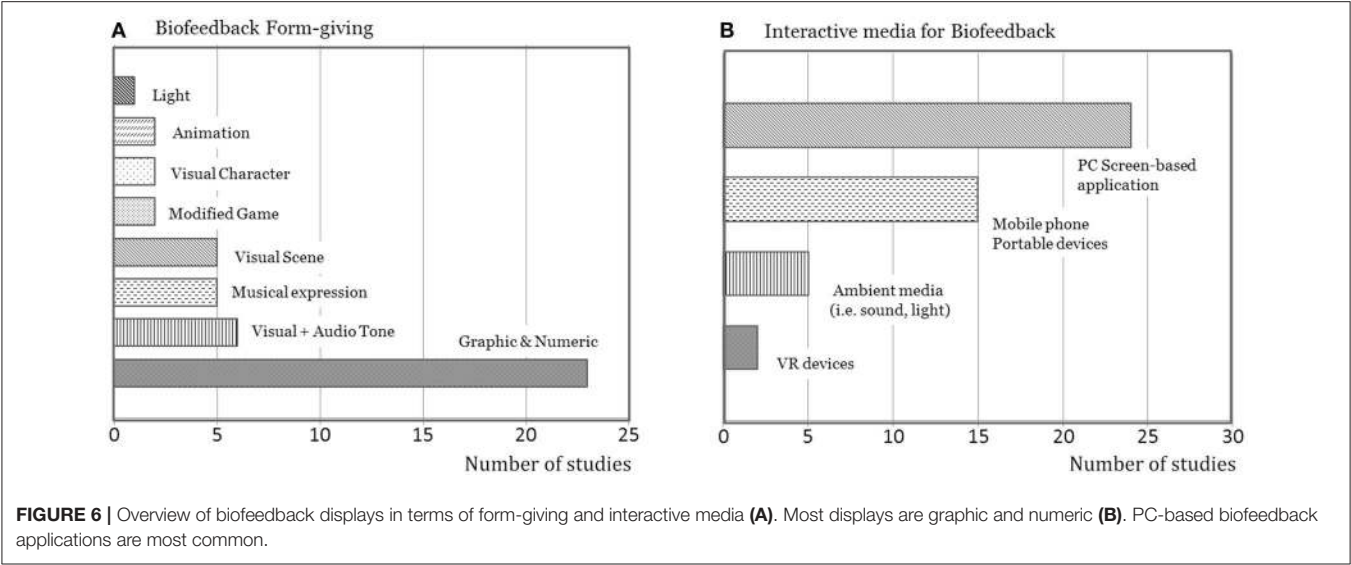 A Biofeedback Form-giving
Light
Animation
Visual Character
Modified Game
Visual Scene
Musical expression
Visual + Audio Tone
Graphic & Numeric
0 5 10 15 20 25
Number of studies
B Interactive media for Biofeedback
PC Screen-based
application
Mobile phone
Portable devices
Ambient media
(i.e. sound, light)
VR devices
0 5 10 15 20 25 30
Number of studies
FIGURE 6 | Overview of biofeedback displays in terms of form-giving and interactive media (A). Most displays are graphic and numeric (B). PC-based biofeedback
applications are most common.